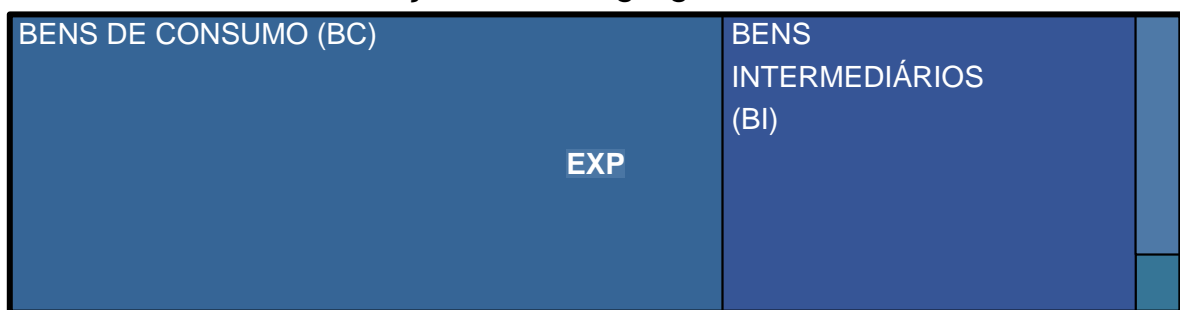 BENS DE CONSUMO (BC)
BENS
INTERMEDIÁRIOS
(BI)
EXP